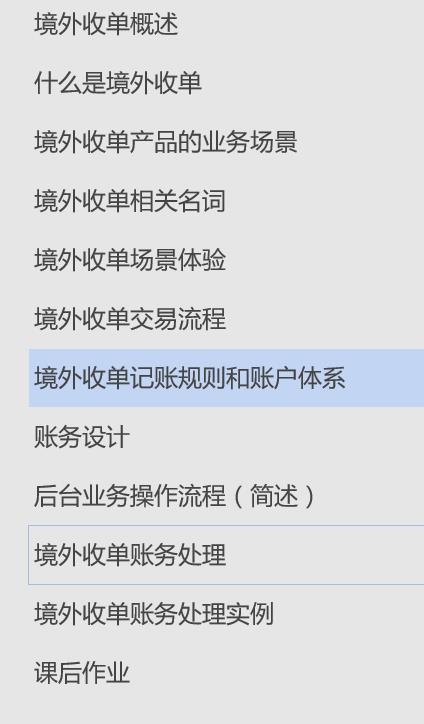 境外收单概述
什么是境外收单
境外收单产品的业务场景
境外收单相关名词
境外收单场景体验
境外收单交易流程
境外收单记账规则和账户体系
账务设计
后台业务操作流程（简述）
境外收单账务处理
境外收单账务处理实例
课后作业